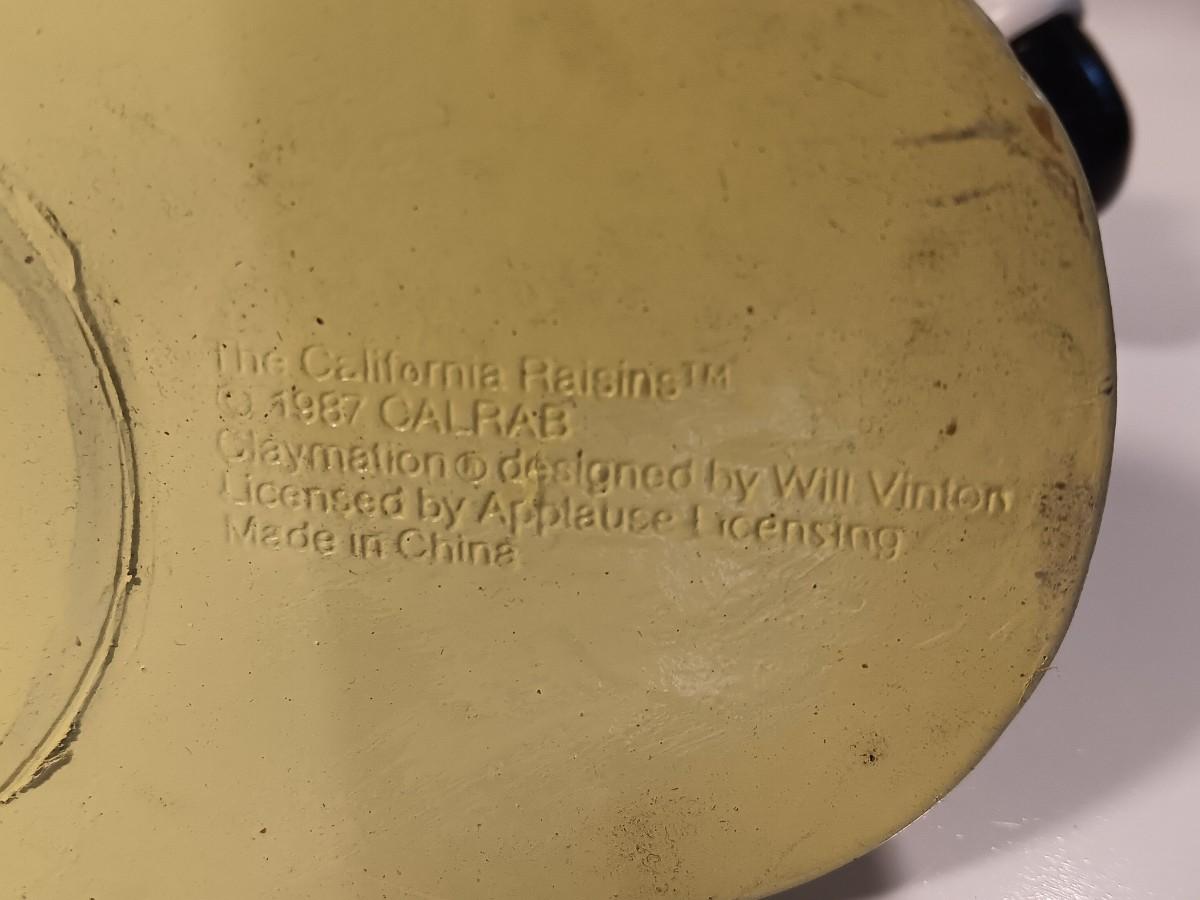 The California Raisins™
© 1987 CALRAB
Claymation® designed by Will Vinton
Licensed by Applause Licensing
Made in China